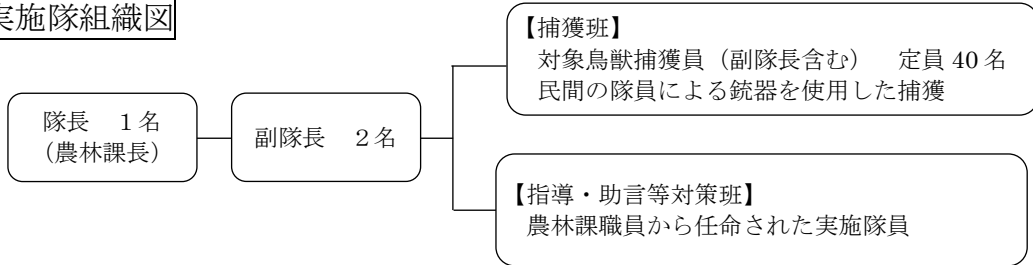 実施隊組織図
隊長　１名
（農林課長）
副隊長　２名
【捕獲班】
対象鳥獣捕獲員（副隊長含む）　定員 40 名
民間の隊員による銃器を使用した捕獲
【指導・助言等対策班】
農林課職員から任命された実施隊員